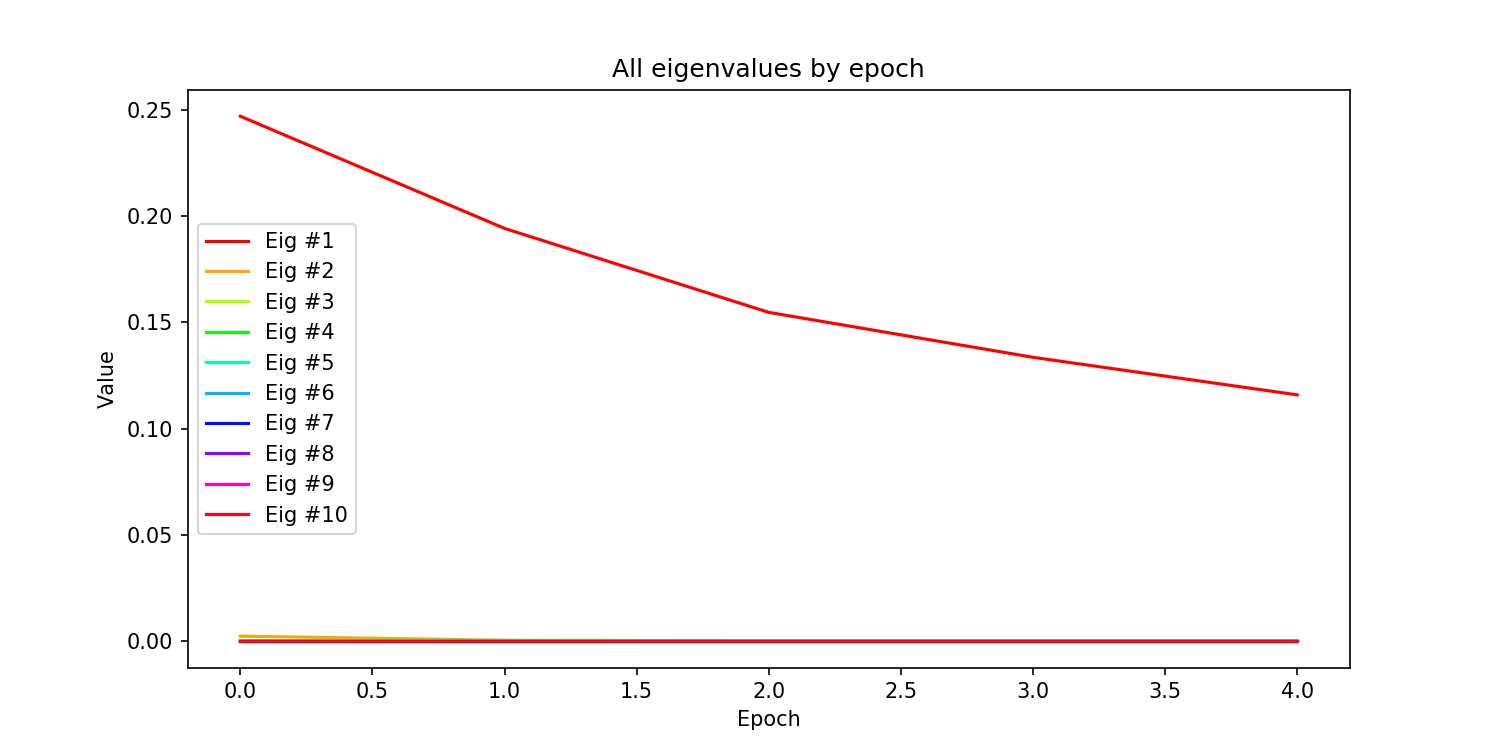 All eigenvalues by epoch
0.25
0.20
0.15
0.10
0.05
0.00
Value
Eig #1
Eig #2
Eig #3
Eig #4
Eig #5
Eig #6
Eig #7
Eig #8
Eig #9
Eig #10
0.0 0.5 1.0 1.5 2.0 2.5 3.0 3.5 4.0
Epoch